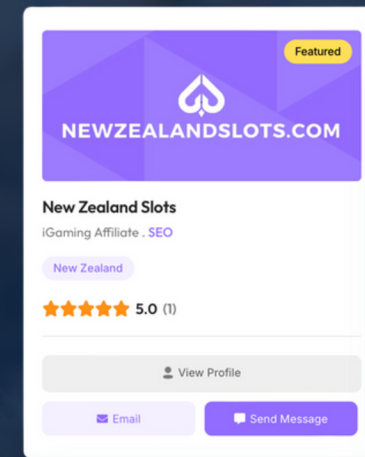 Featured
NEWZEALANDSLOTS.COM
New Zealand Slots
iGaming Affiliate . SEO
New Zealand
5.0 (1)
View Profile
Email
Send Message